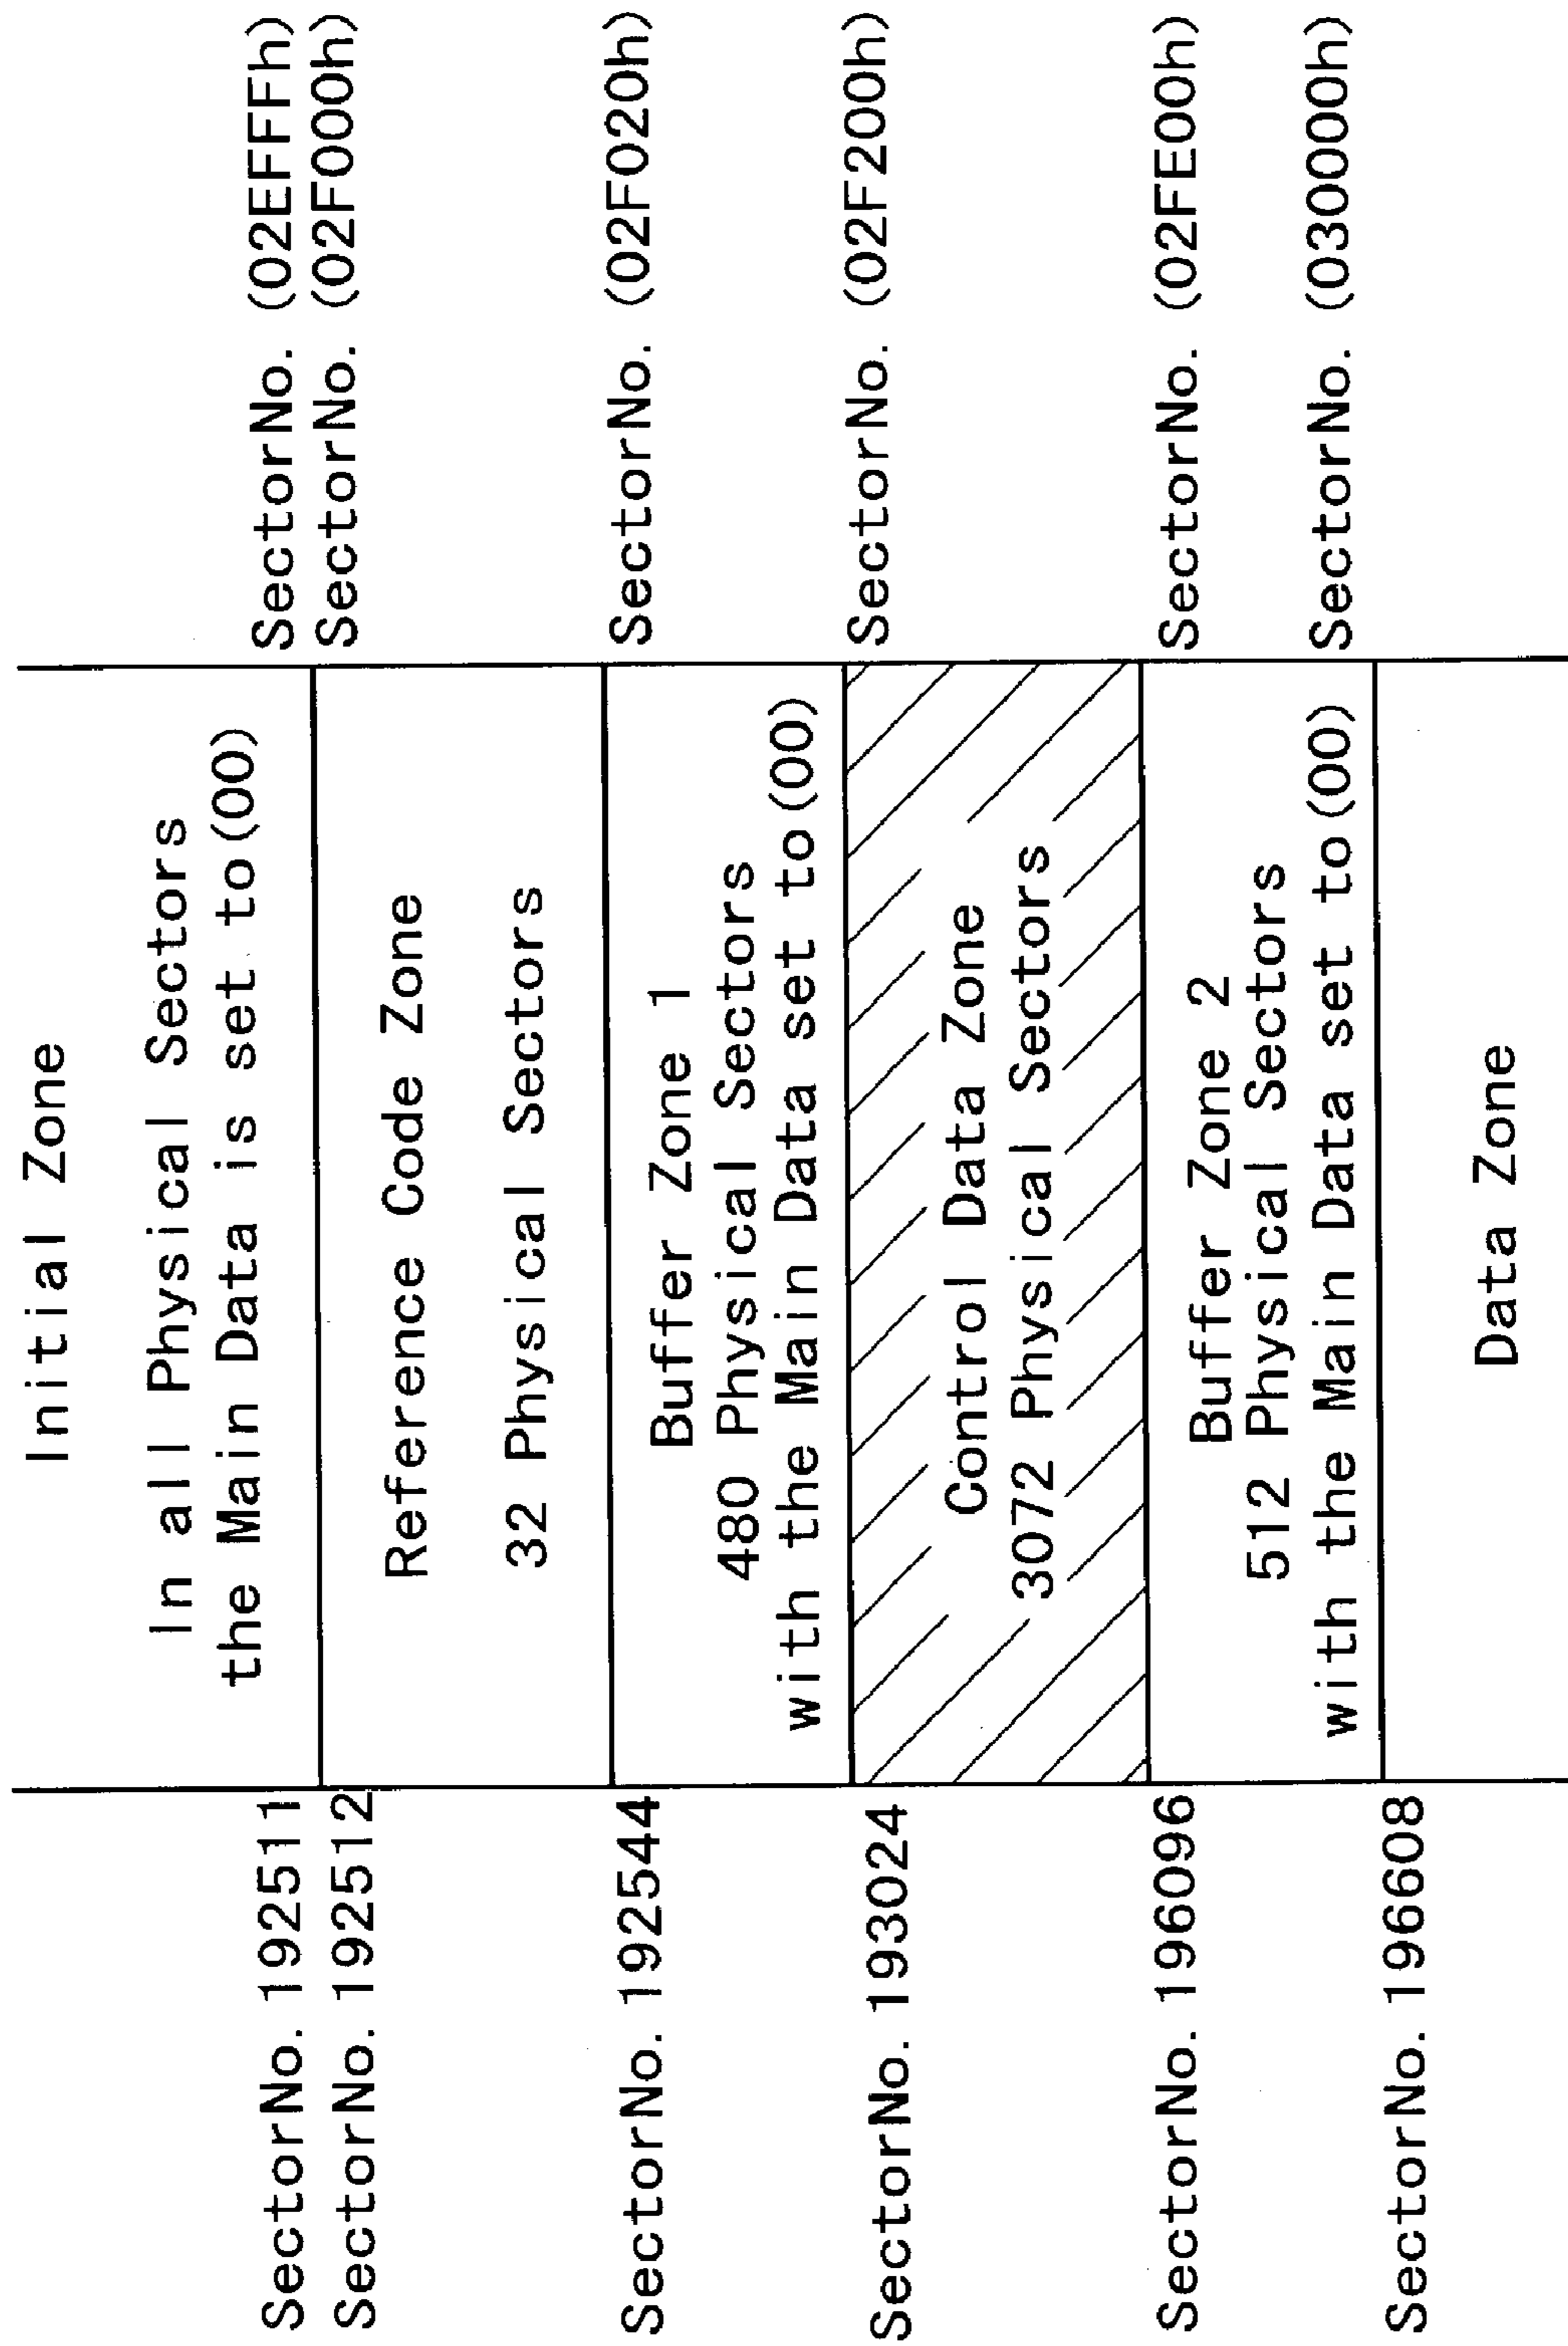 Initial Zone
In all Physical Sectors
the Main Data is set to(00)
SectorNo. 192511
SectorNo. (02EFFFh)
SectorNo. 192512
SectorNo. (02F000h)
Reference Code Zone
32 Physical Sectors
SectorNo. 192544
SectorNo. (02F020h)
Buffer Zone 1
480 Physical Sectors
with the Main Data set to(00)
SectorNo. 193024
SectorNo. (02F200h)
Control Data Zone
3072 Physical Sectors
SectorNo. 196096
SectorNo. (02FE00h)
Buffer Zone 2
512 Physical Sectors
with the Main Data set to(00)
SectorNo. 196608
SectorNo. (030000h)
Data Zone